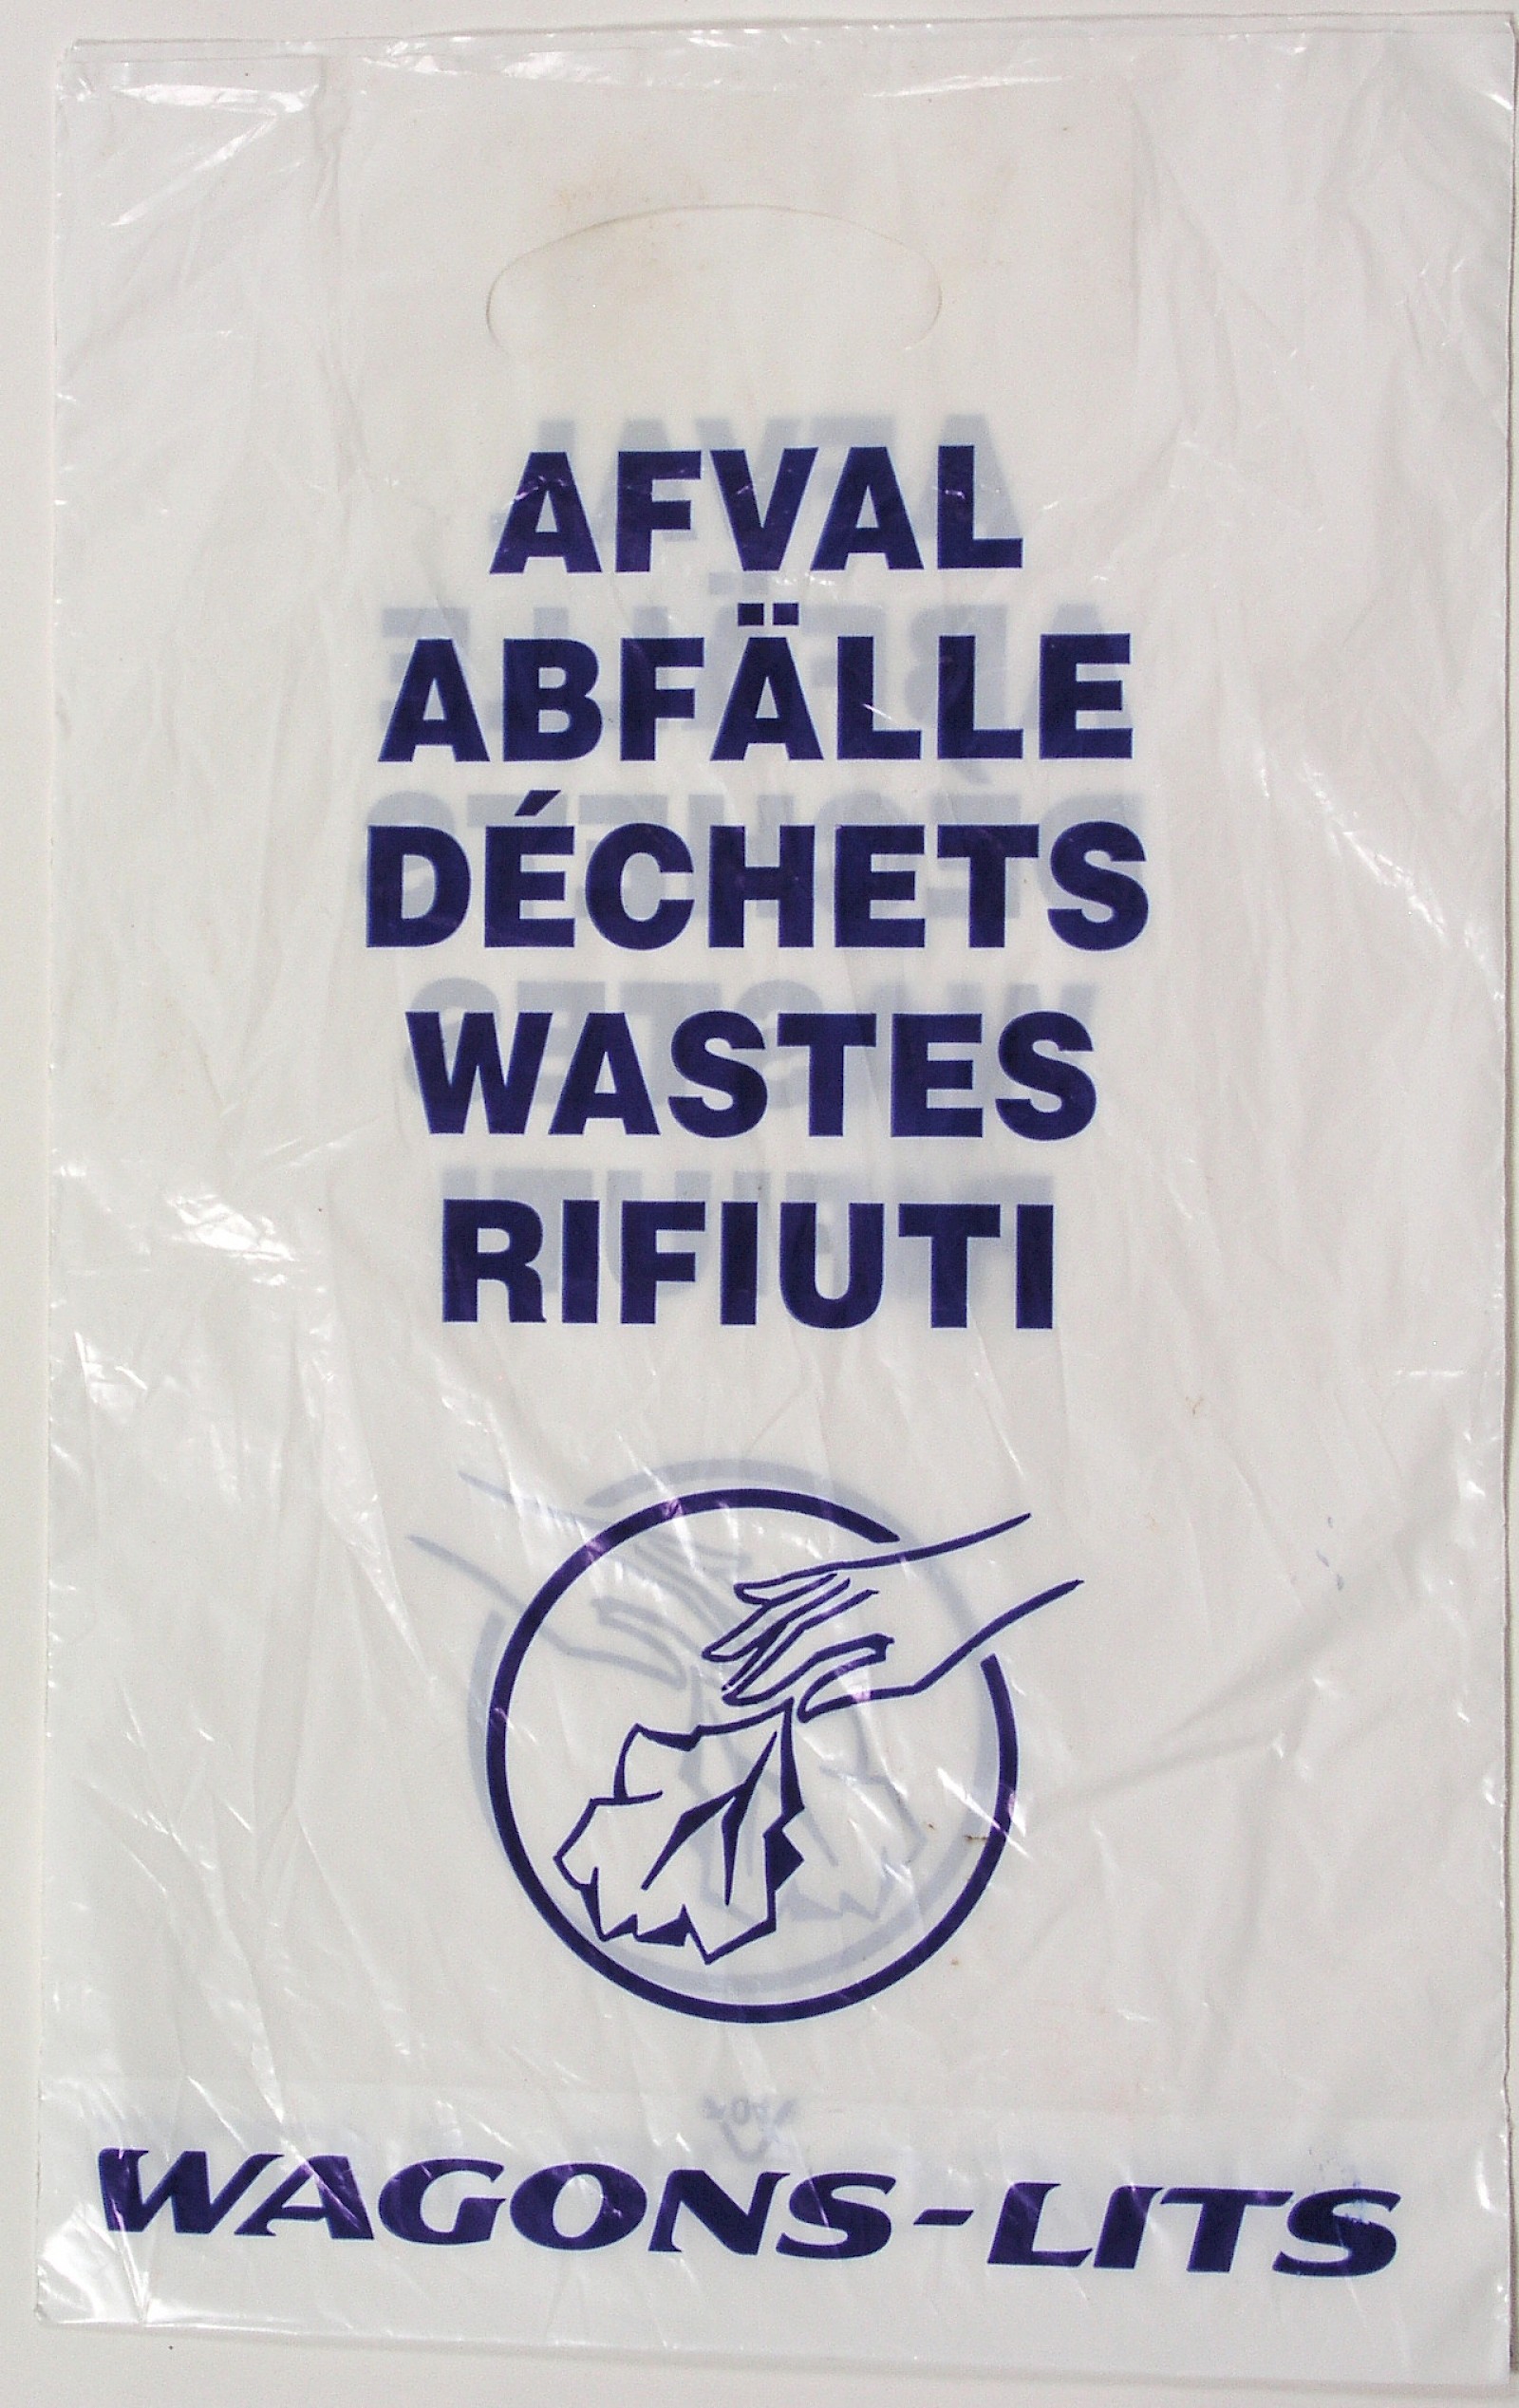 AFVAL
ABFÄLLE
DÉCHETS
WASTES
RIFIUTI
WAGONS-LITS